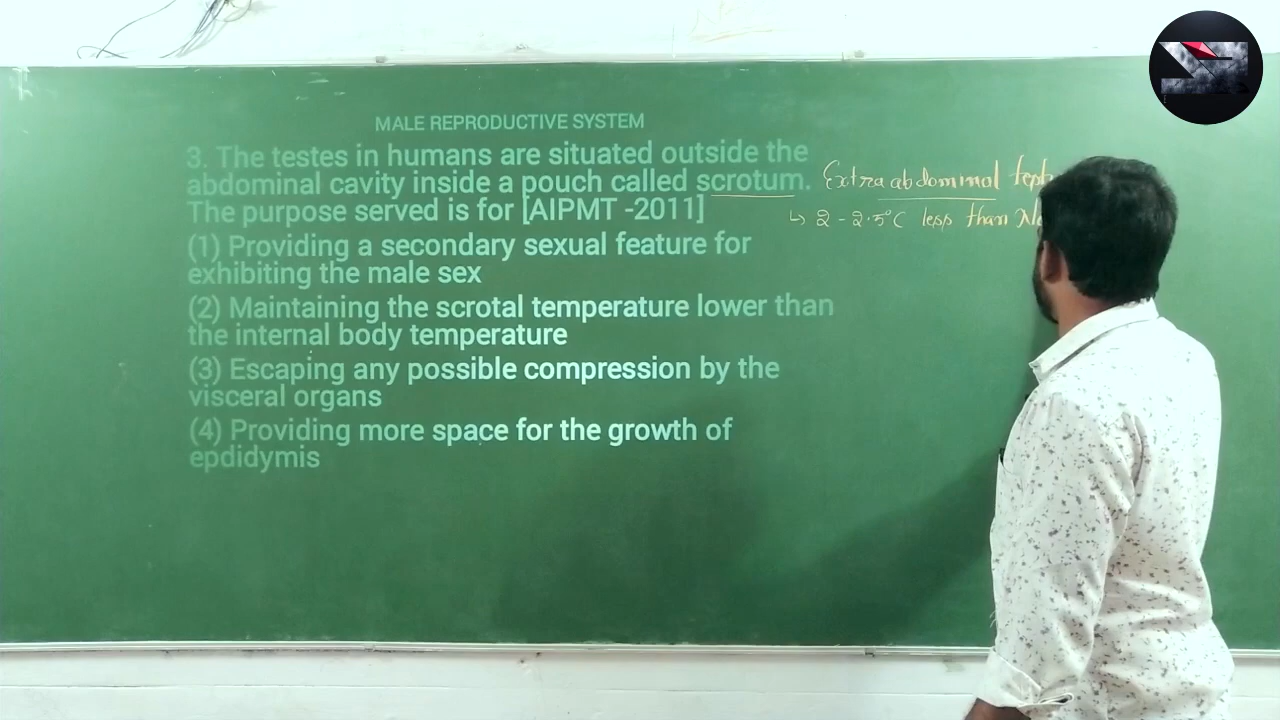 MALE REPRODUCTIVE SYSTEM
3. The testes in humans are situated outside the
abdominal cavity inside a pouch called scrotum.
The purpose served is for [AIPMT -2011]
(1) Providing a secondary sexual feature for
exhibiting the male sex
(2) Maintaining the scrotal temperature lower than
the internal body temperature
(3) Escaping any possible compression by the
visceral organs
(4) Providing more space for the growth of
epdidymis
Extra abdominal
↳ 2 - 2.5°C less than